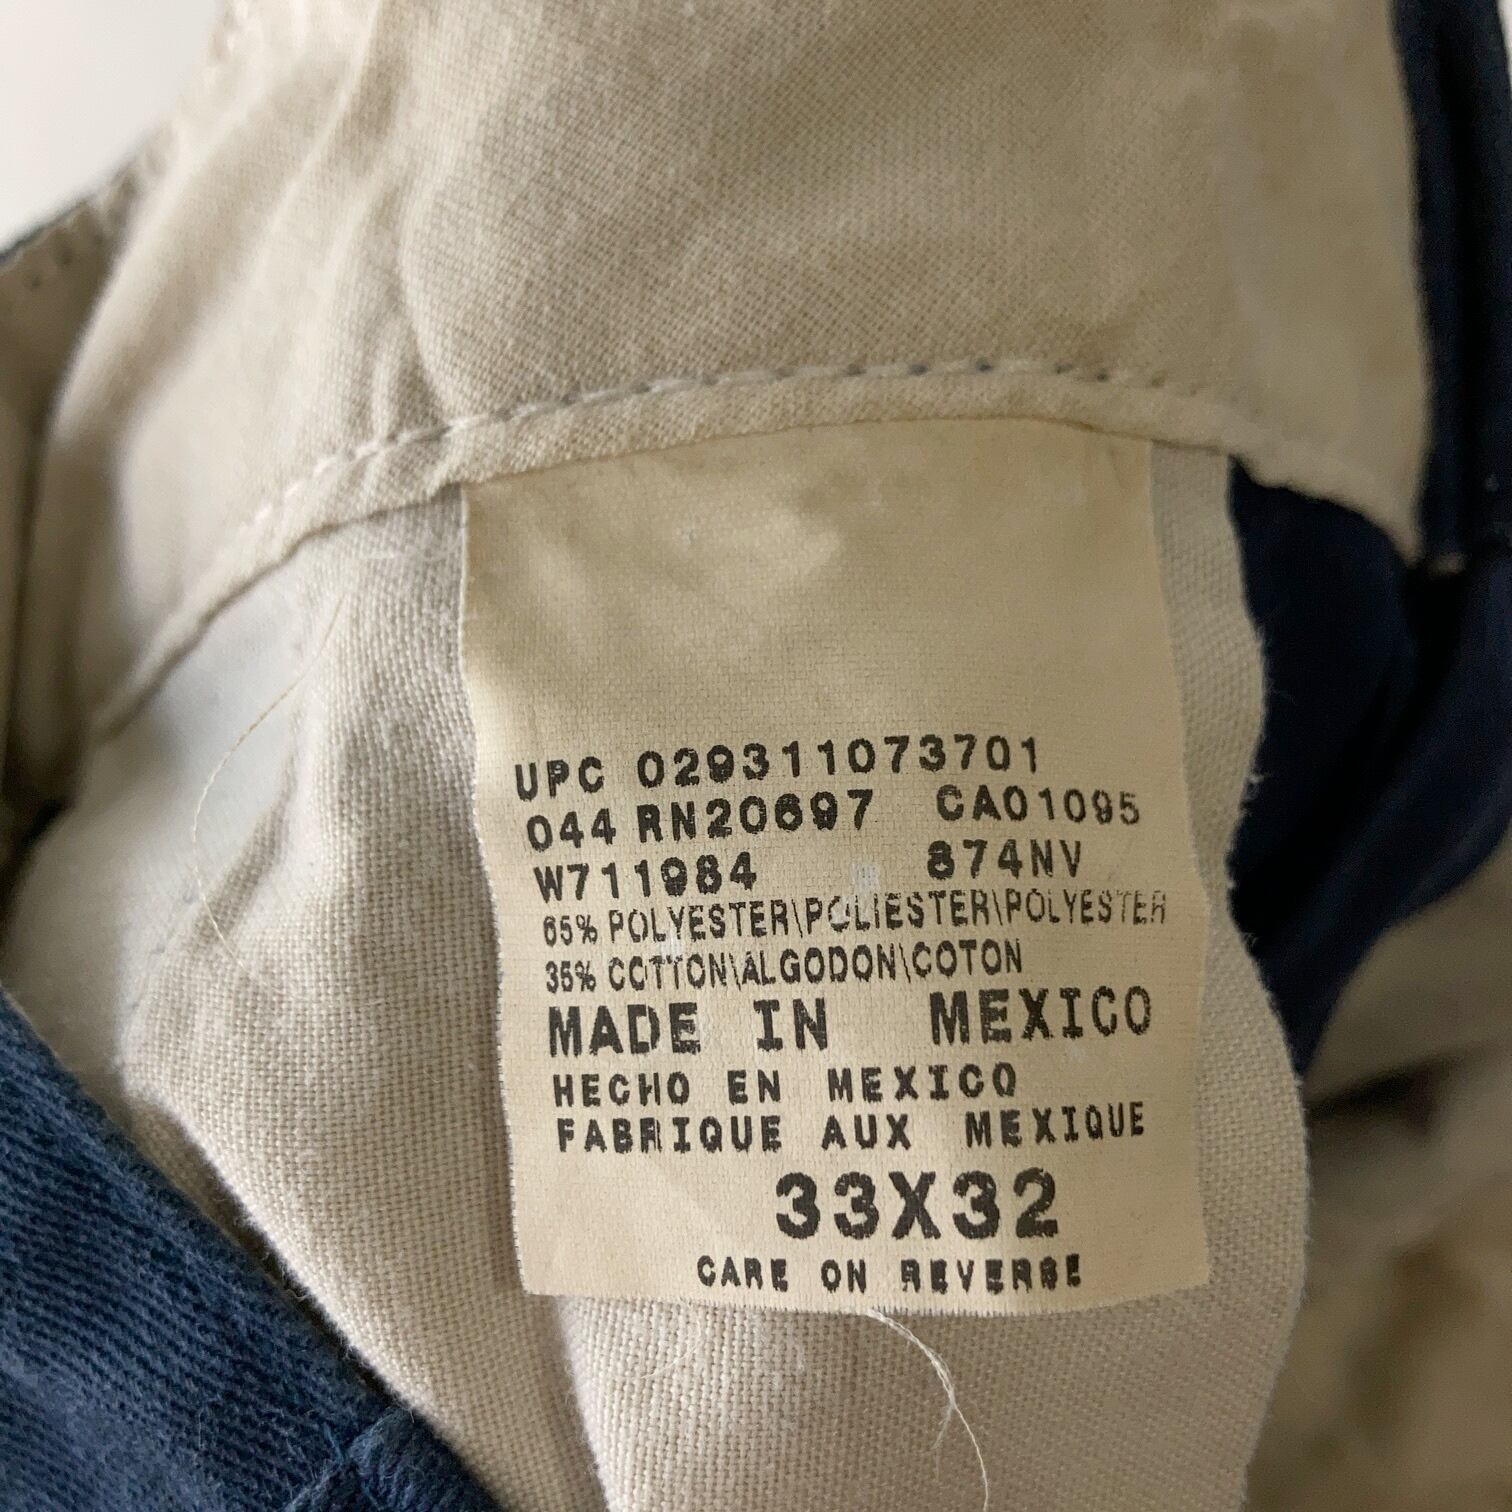 UPC 029311073701
044 RN20697 CA01095
W711984 874NV
65% POLYESTER\POLIESTER\POLYESTER
35% COTTON\ALGODON\COTON
MADE IN MEXICO
HECHO EN MEXICO
FABRIQUE AUX MEXIQUE
33X32
CARE ON REVERSE